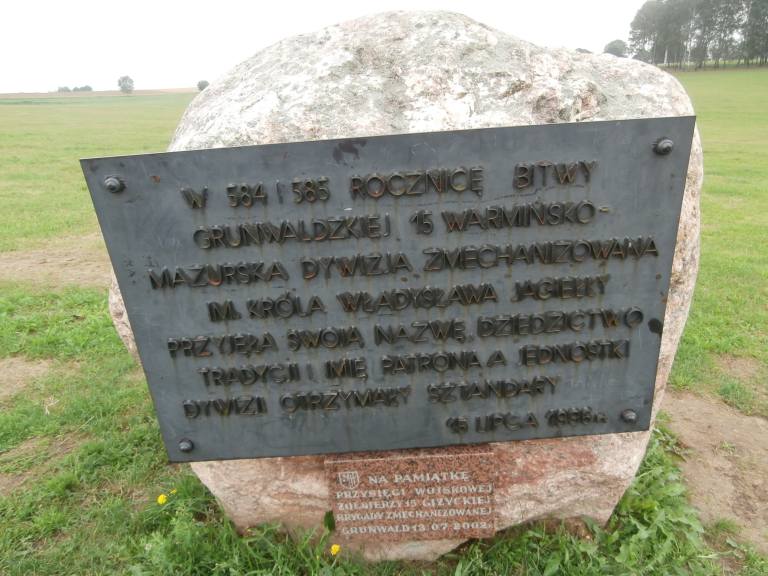 W 584 I 585 ROCZNICĘ BITWY
GRUNWALDZKIEJ 15 WARMIŃSKO-
MAZURSKA DYWIZJA ZMECHANIZOWANA
IM. KRÓLA WŁADYSŁAWA JAGIEŁŁY
PRZYJĘŁA SWOJĄ NAZWĘ, DZIEDZICTWO
TRADYCJI I IMIĘ PATRONA A JEDNOSTKI
DYWIZJI OTRZYMAŁY SZTANDARY
15 LIPCA
NA PAMIĄTKĘ
PRZYSIĘGI WOJSKOWEJ
ŻOŁNIERZY 15 GIŻYCKIEJ
BRYGADY ZMECHANIZOWANEJ
GRUNWALD 13.07.2002